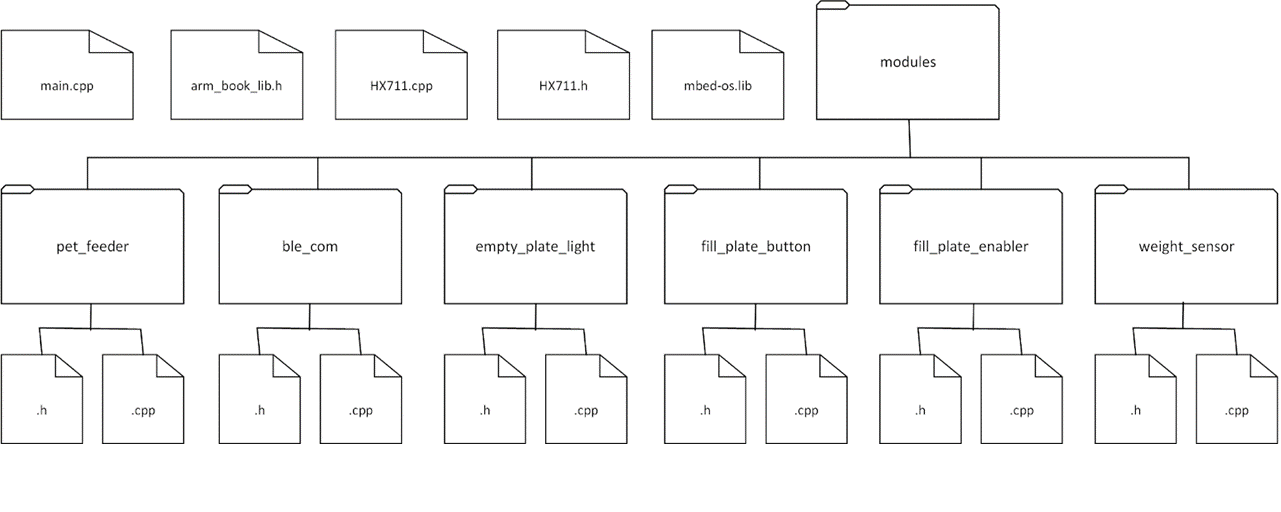 modules
main.cpp
arm_book_lib.h
HX711.cpp
HX711.h
mbed-os.lib
pet_feeder
ble_com
empty_plate_light
fill_plate_button
fill_plate_enabler
weight_sensor
.h
.cpp
.h
.cpp
.h
.cpp
.h
.cpp
.h
.cpp
.h
.cpp